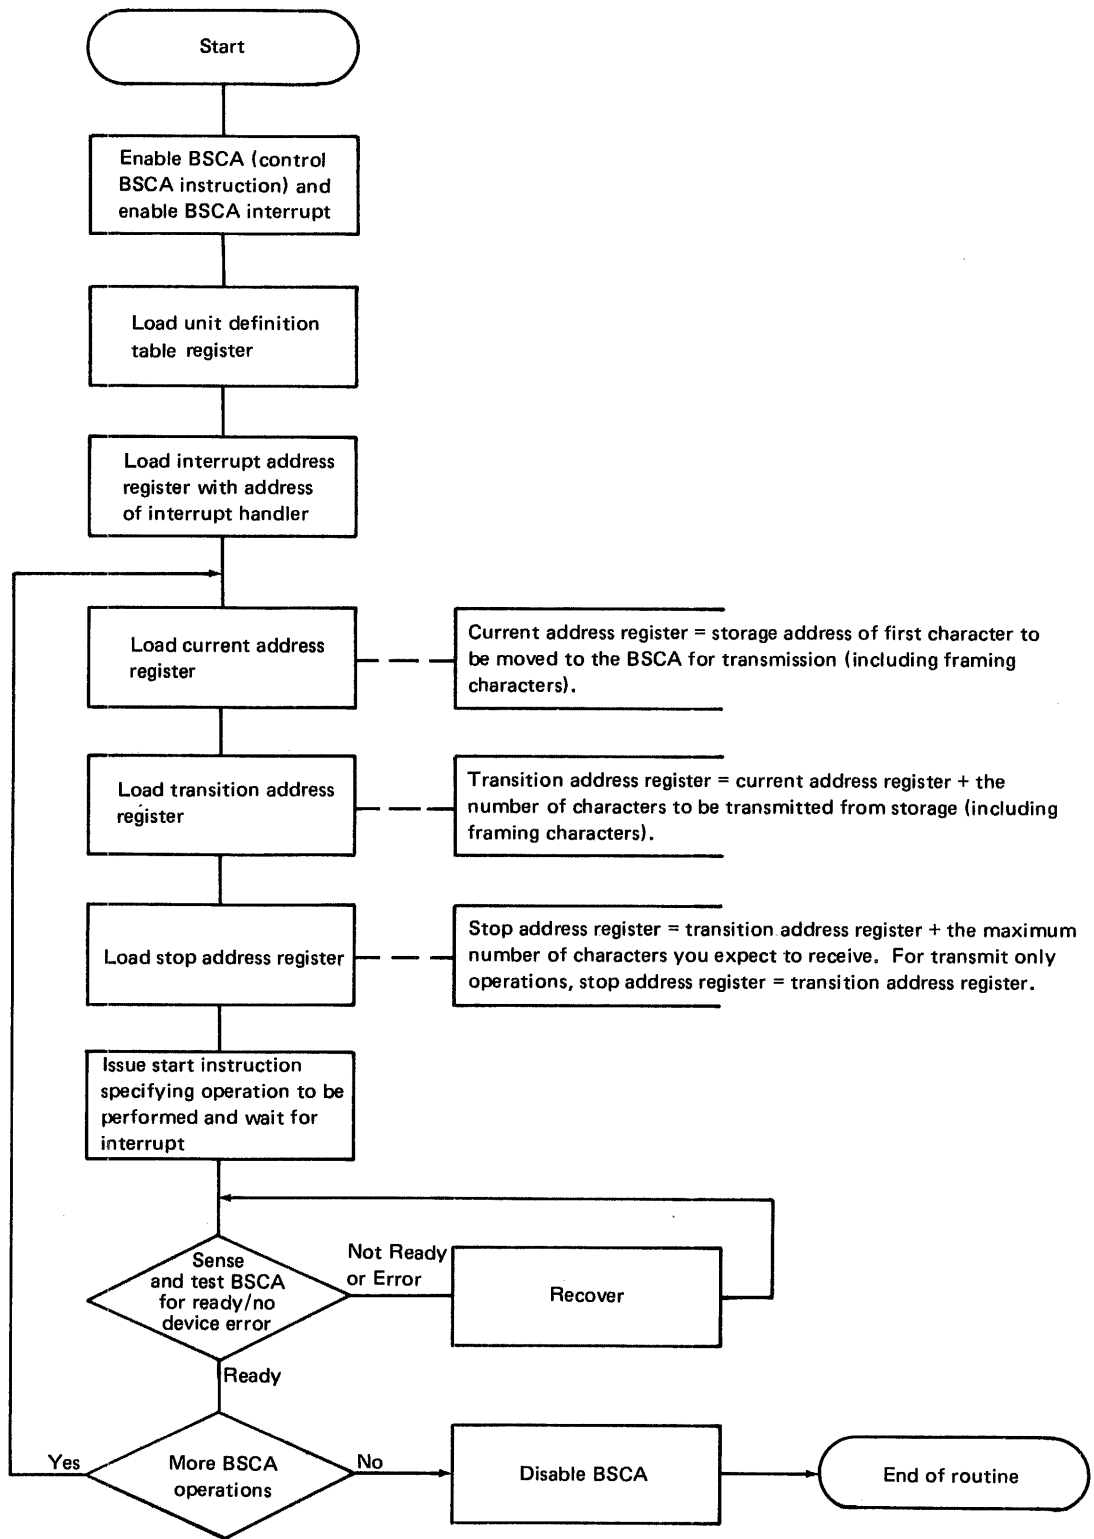 Start
Enable BSCA (control
BSCA instruction) and
enable BSCA interrupt
Load unit definition
table register
Load interrupt address
register with address
of interrupt handler
Load current address
register
Current address register = storage address of first character to
be moved to the BSCA for transmission (including framing
characters).
Load transition address
register
Transition address register = current address register + the
number of characters to be transmitted from storage (including
framing characters).
Load stop address register
Stop address register = transition address register + the maximum
number of characters you expect to receive. For transmit only
operations, stop address register = transition address register.
Issue start instruction
specifying operation to be
performed and wait for
interrupt
Sense
and test BSCA
for ready/no
device error
Not Ready
or Error
Recover
Ready
More BSCA
operations
Yes
No
Disable BSCA
End of routine